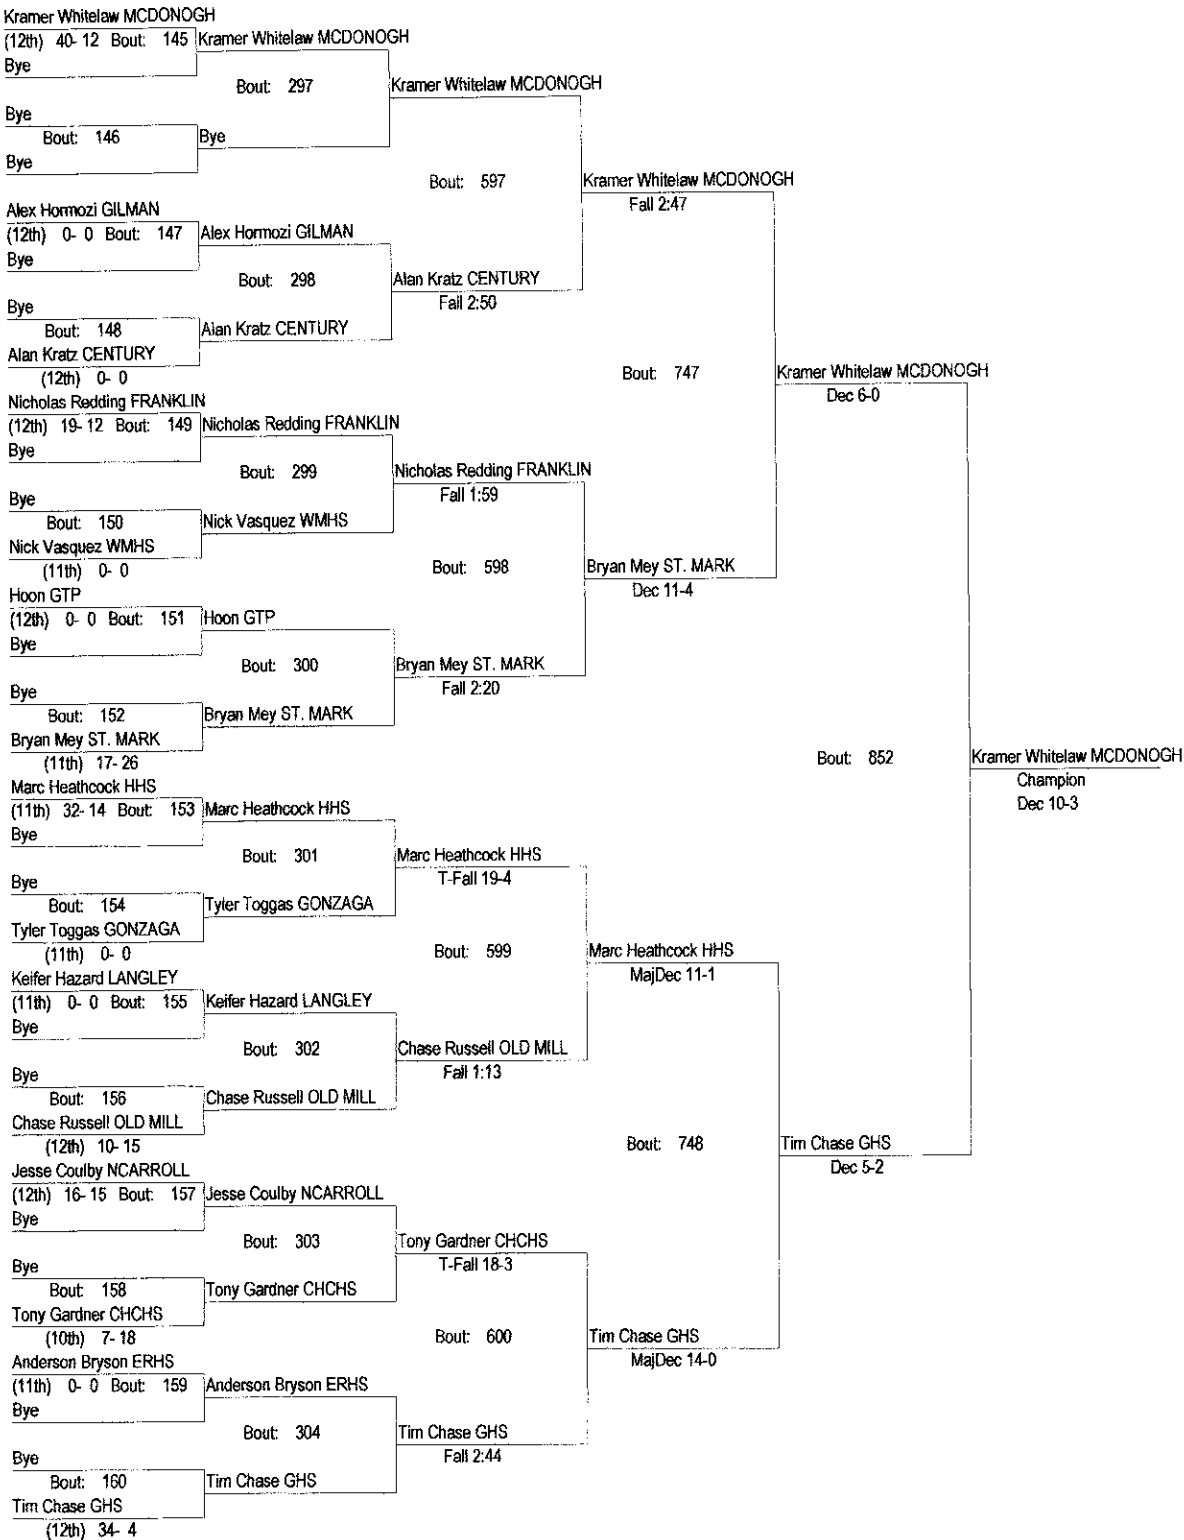 Kramer Whitelaw MCDONOGH
(12th) 40- 12 Bout: 145
Bye
Kramer Whitelaw MCDONOGH
Bout: 297
Kramer Whitelaw MCDONOGH
Bye
Bout: 146
Bye
Bye
Bout: 597
Kramer Whitelaw MCDONOGH
Fall 2:47
Alex Hormozi GILMAN
(12th) 0- 0 Bout: 147
Bye
Alex Hormozi GILMAN
Bout: 298
Alan Kratz CENTURY
Fall 2:50
Bye
Bout: 148
Alan Kratz CENTURY
Alan Kratz CENTURY
(12th) 0- 0
Bout: 747
Kramer Whitelaw MCDONOGH
Dec 6-0
Nicholas Redding FRANKLIN
(12th) 19- 12 Bout: 149
Bye
Nicholas Redding FRANKLIN
Bout: 299
Nicholas Redding FRANKLIN
Fall 1:59
Bye
Bout: 150
Nick Vasquez WMHS
Nick Vasquez WMHS
(11th) 0- 0
Bout: 598
Bryan Mey ST. MARK
Dec 11-4
Hoon GTP
(12th) 0- 0 Bout: 151
Bye
Hoon GTP
Bout: 300
Bryan Mey ST. MARK
Fall 2:20
Bye
Bout: 152
Bryan Mey ST. MARK
Bryan Mey ST. MARK
(11th) 17- 26
Bout: 852
Kramer Whitelaw MCDONOGH
Champion
Dec 10-3
Marc Heathcock HHS
(11th) 32- 14 Bout: 153
Bye
Marc Heathcock HHS
Bout: 301
Marc Heathcock HHS
T-Fall 19-4
Bye
Bout: 154
Tyler Toggas GONZAGA
Tyler Toggas GONZAGA
(11th) 0- 0
Bout: 599
Marc Heathcock HHS
MajDec 11-1
Keifer Hazard LANGLEY
(11th) 0- 0 Bout: 155
Bye
Keifer Hazard LANGLEY
Bout: 302
Chase Russell OLD MILL
Fall 1:13
Bye
Bout: 156
Chase Russell OLD MILL
Chase Russell OLD MILL
(12th) 10- 15
Bout: 748
Tim Chase GHS
Dec 5-2
Jesse Coulby NCARROLL
(12th) 16- 15 Bout: 157
Bye
Jesse Coulby NCARROLL
Bout: 303
Tony Gardner CHCHS
T-Fall 18-3
Bye
Bout: 158
Tony Gardner CHCHS
Tony Gardner CHCHS
(10th) 7- 18
Bout: 600
Tim Chase GHS
MajDec 14-0
Anderson Bryson ERHS
(11th) 0- 0 Bout: 159
Bye
Anderson Bryson ERHS
Bout: 304
Tim Chase GHS
Fall 2:44
Bye
Bout: 160
Tim Chase GHS
Tim Chase GHS
(12th) 34- 4